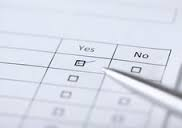 Yes No